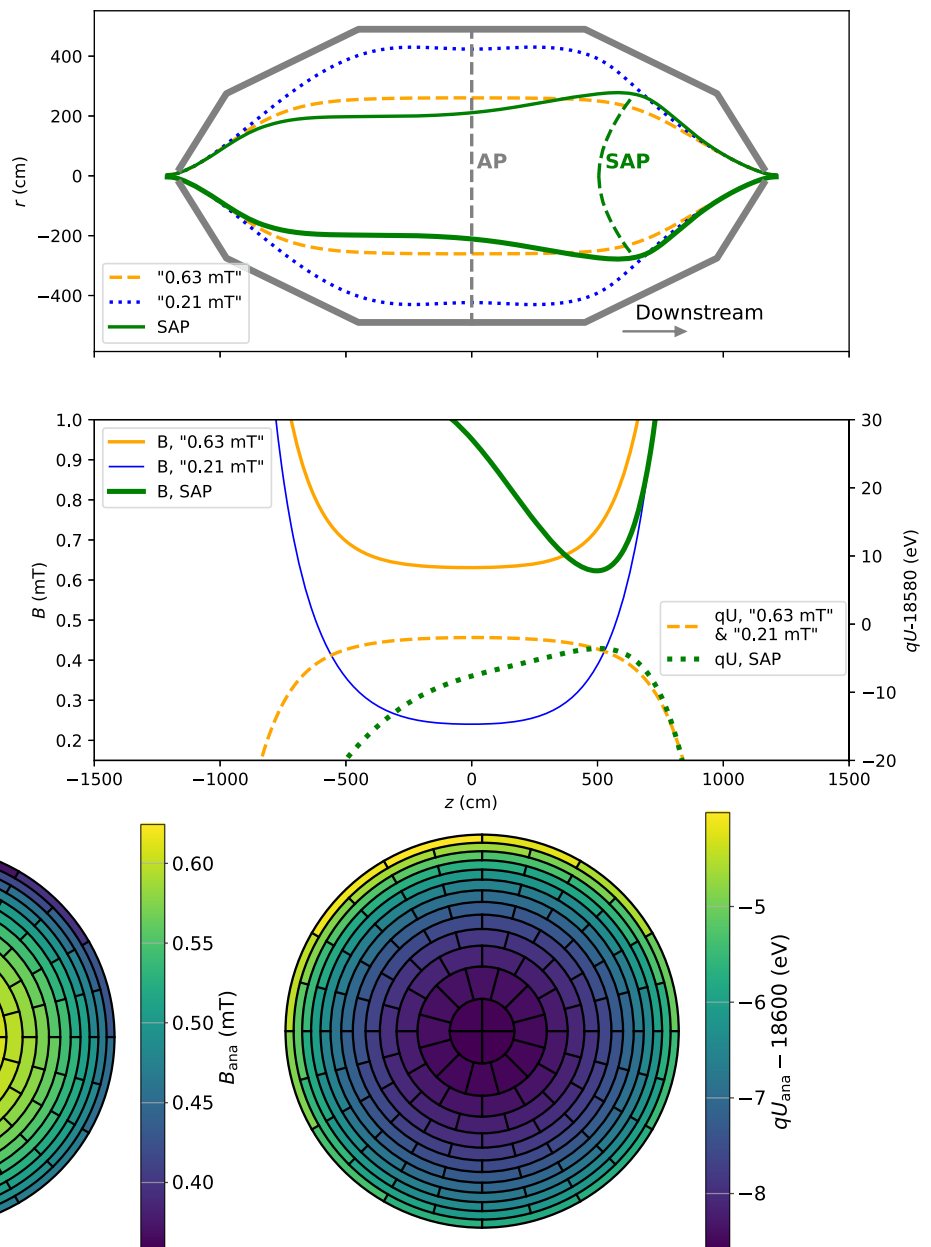 400
200
0
−200
−400
r (cm)
AP
SAP
"0.63 mT"
"0.21 mT"
SAP
Downstream
1.0
0.9
0.8
0.7
0.6
0.5
0.4
0.3
0.2
B (mT)
B, "0.63 mT"
B, "0.21 mT"
B, SAP
30
20
10
0
−10
−20
qU-18580 (eV)
qU, "0.63 mT"
& "0.21 mT"
qU, SAP
−1500 −1000 −500 0 500 1000 1500
z (cm)
0.60
0.55
0.50
0.45
0.40
B_ana (mT)
−5
−6
−7
−8
qU_ana − 18600 (eV)